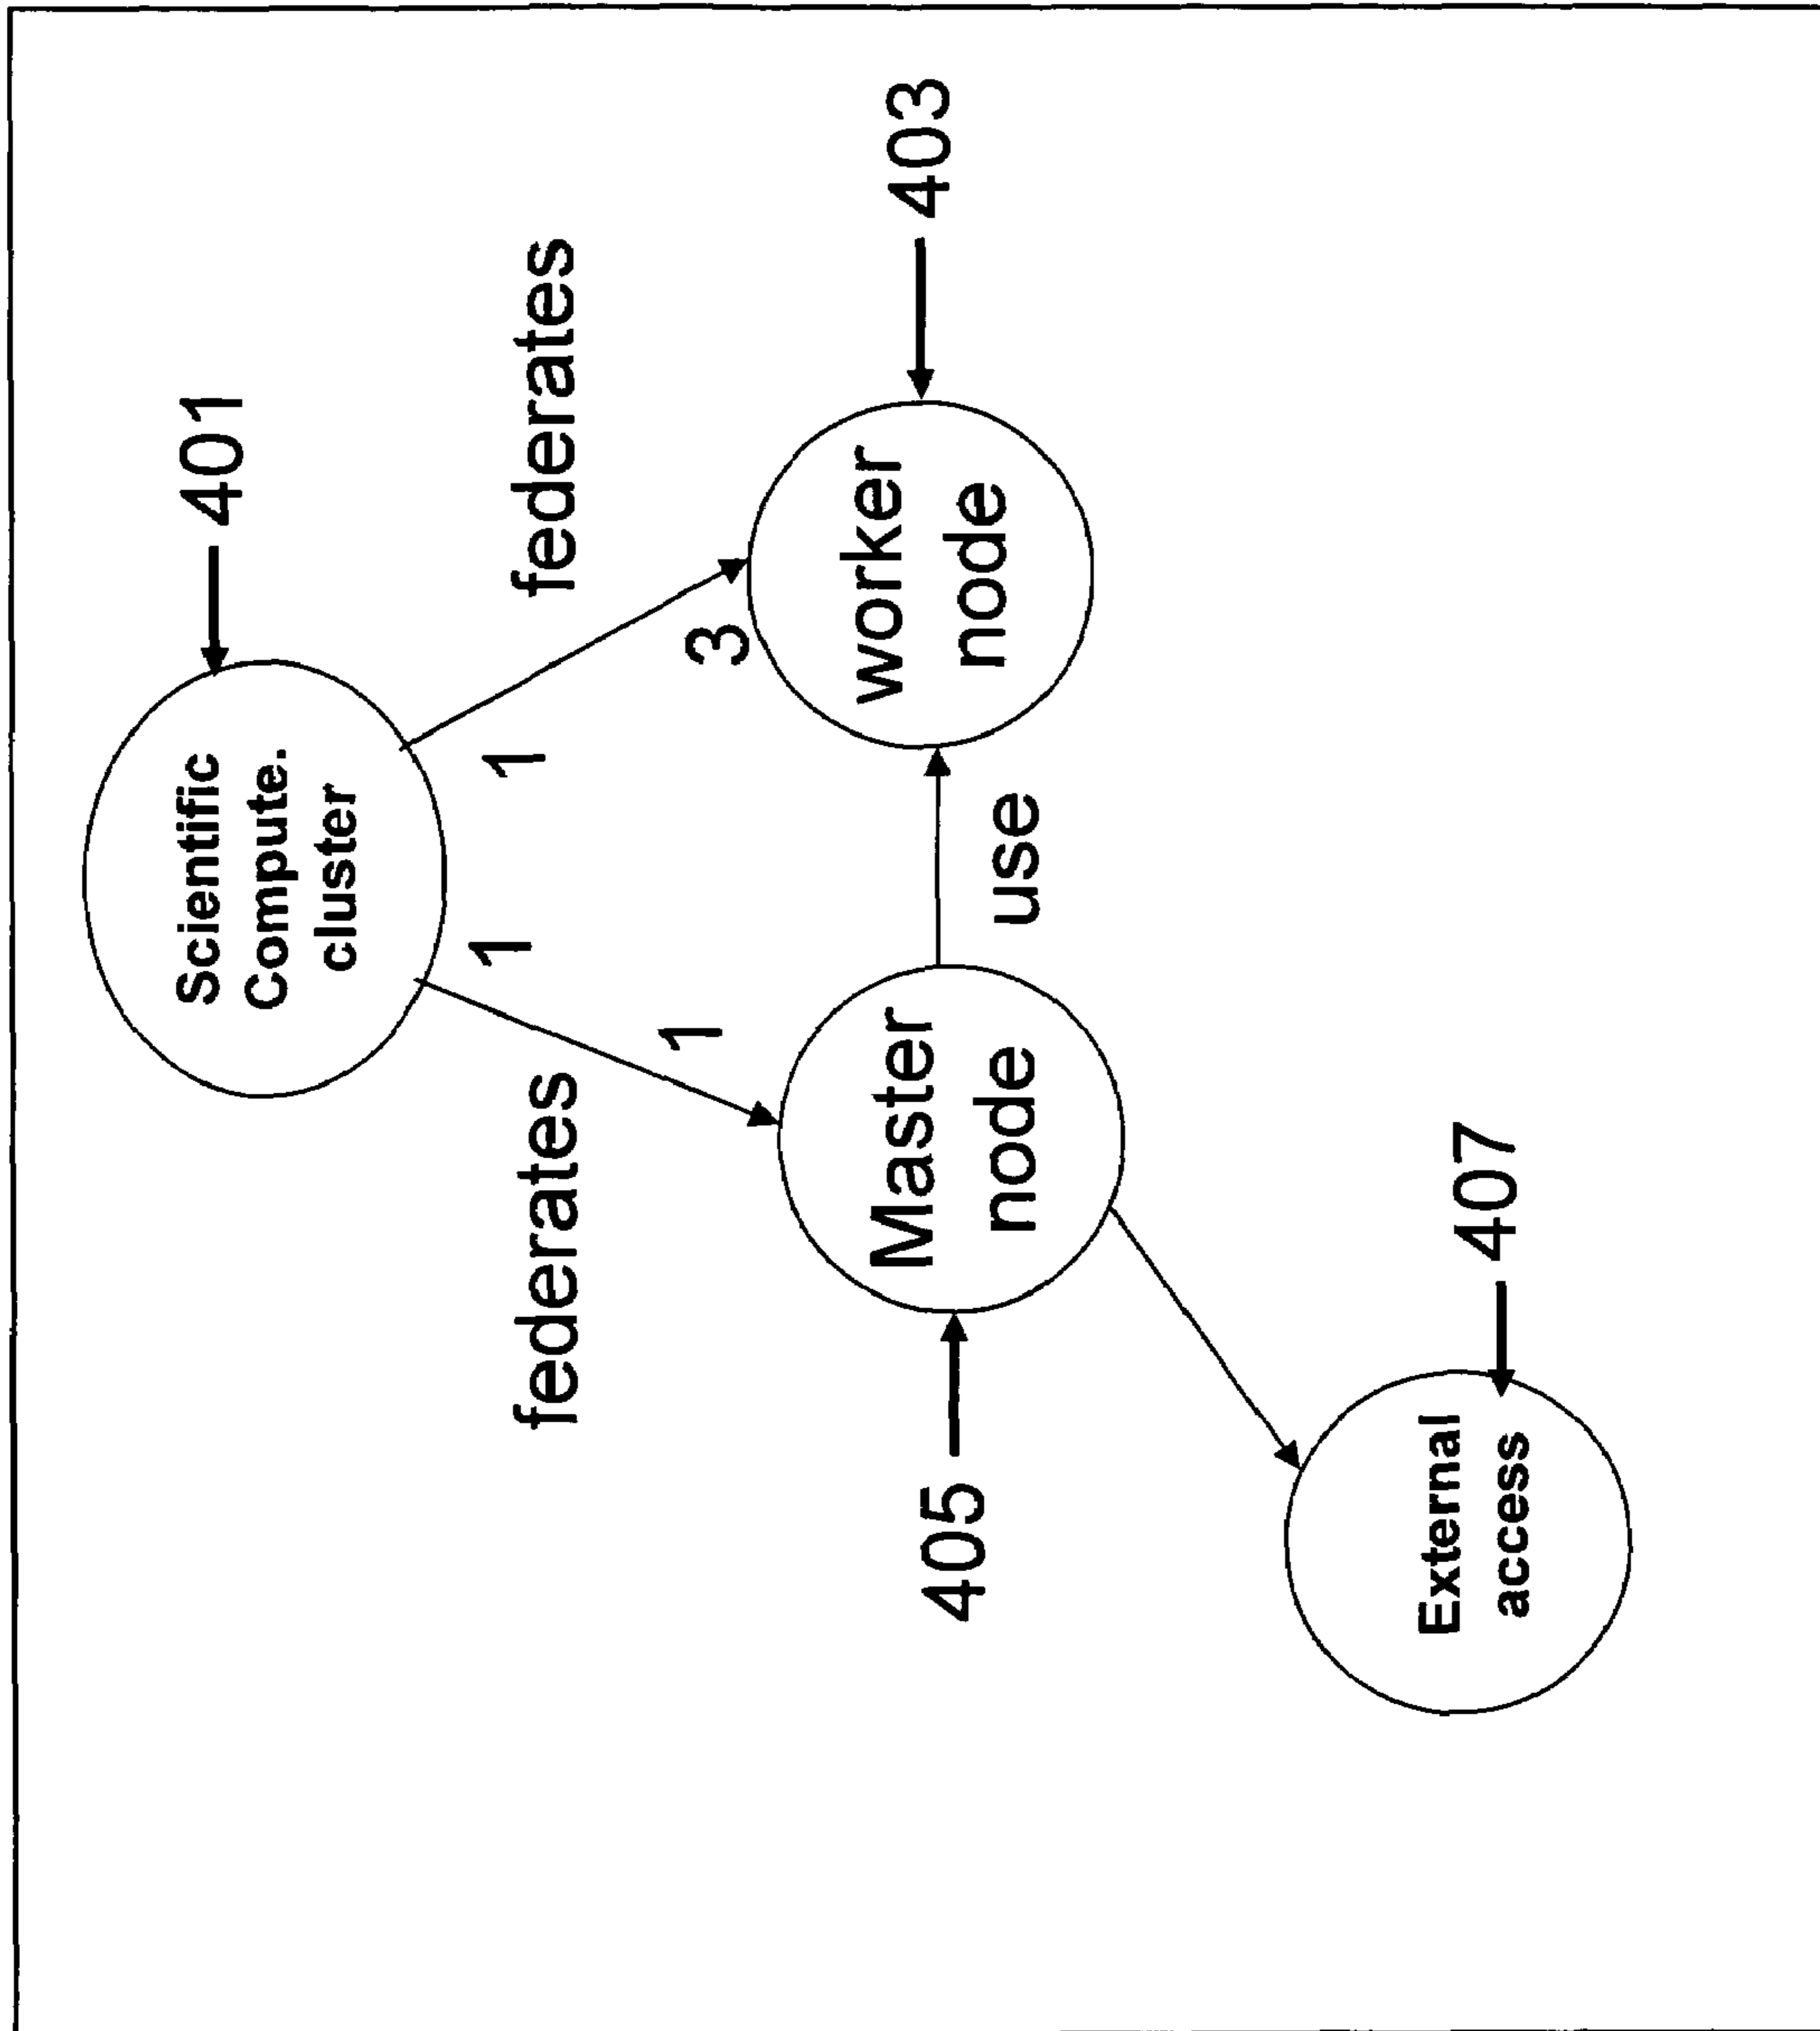 Scientific
Compute.
cluster
401
federates
federates
1
1
1
3
405
Master
node
use
worker
node
403
External
access
407